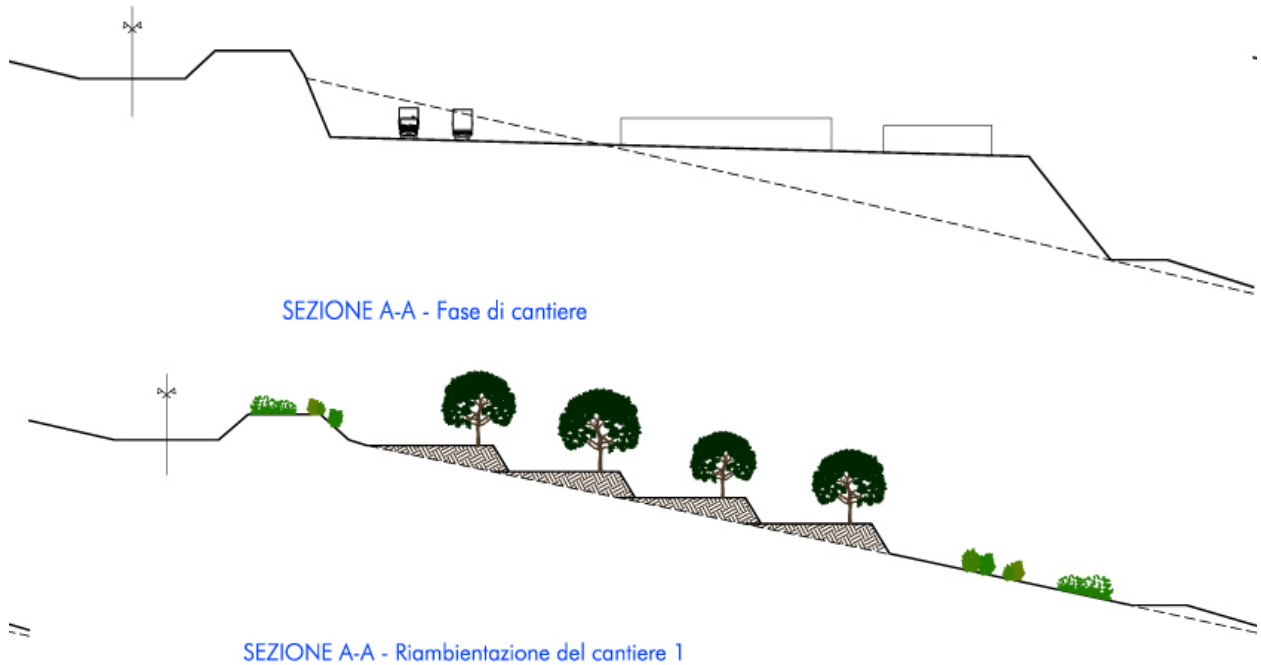 SEZIONE A-A - Fase di cantiere
SEZIONE A-A - Riambientazione del cantiere 1